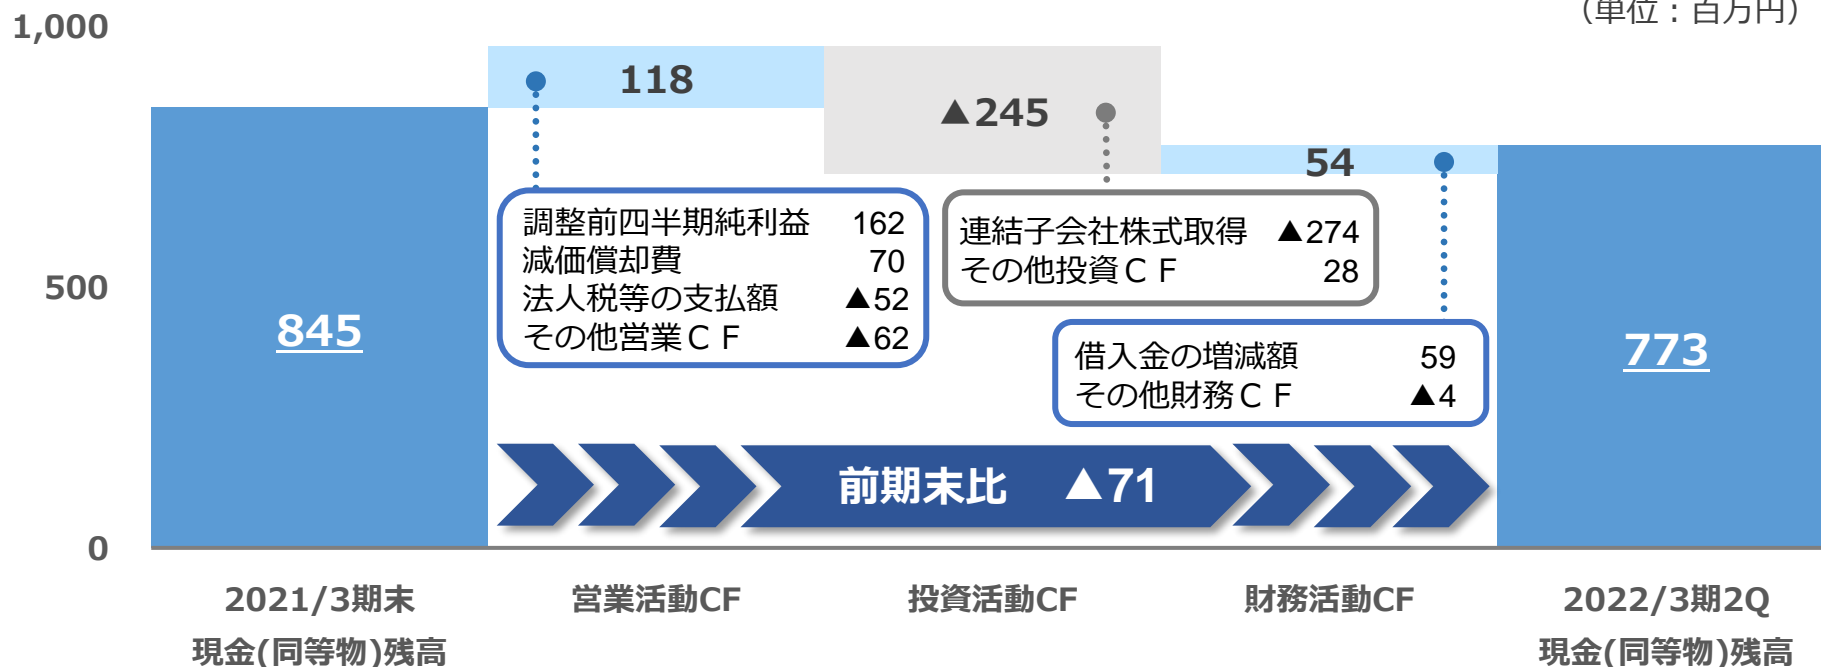 (単位：百万円)
1,000
500
0
845
118
▲245
54
773
調整前四半期純利益 162
減価償却費 70
法人税等の支払額 ▲52
その他営業ＣＦ ▲62
連結子会社株式取得 ▲274
その他投資ＣＦ 28
借入金の増減額 59
その他財務ＣＦ ▲4
前期末比 ▲71
2021/3期末
現金(同等物)残高
営業活動CF
投資活動CF
財務活動CF
2022/3期2Q
現金(同等物)残高